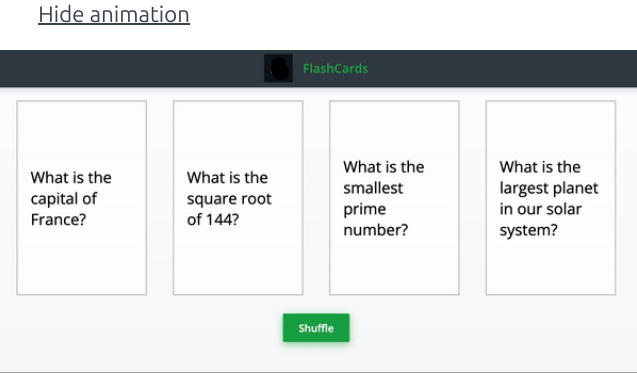 Hide animation
FlashCards
What is the
capital of
France?
What is the
square root
of 144?
What is the
smallest
prime
number?
What is the
largest planet
in our solar
system?
Shuffle